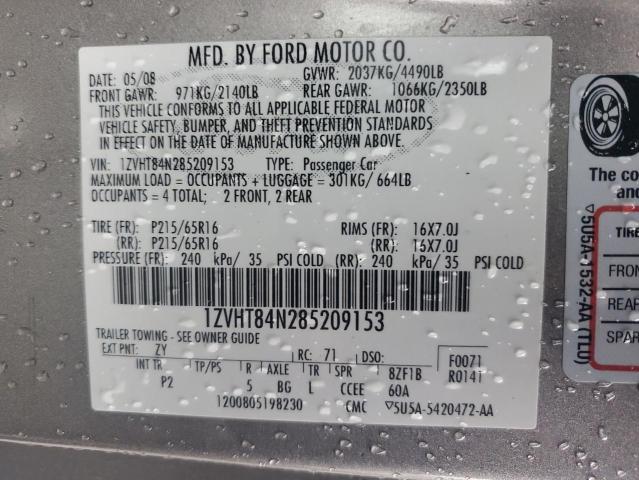 MFD. BY FORD MOTOR CO.
DATE: 05/08 GVWR: 2037KG/4490LB
FRONT GAWR: 971KG/2140LB REAR GAWR: 1066KG/2350LB
THIS VEHICLE CONFORMS TO ALL APPLICABLE FEDERAL MOTOR
VEHICLE SAFETY, BUMPER, AND THEFT PREVENTION STANDARDS
IN EFFECT ON THE DATE OF MANUFACTURE SHOWN ABOVE.
VIN: 1ZVHT84N285209153 TYPE: Passenger Car
MAXIMUM LOAD = OCCUPANTS + LUGGAGE = 301KG/ 664LB
OCCUPANTS = 4 TOTAL; 2 FRONT, 2 REAR
TIRE (FR): P215/65R16 RIMS (FR): 16X7.0J
(RR): P215/65R16 (RR): 16X7.0J
PRESSURE (FR): 240 kPa/ 35 PSI COLD (RR): 240 kPa/ 35 PSI COLD
1ZVHT84N285209153
TRAILER TOWING - SEE OWNER GUIDE
EXT PNT: ZY RC: 71 DSO: F0071
INT TR TP/PS R AXLE TR SPR 8ZF1B R0141
P2 5 BG L CCEE 60A
1200805198230 CMC ▽5U5A-5420472-AA
▽5U5A-1532-AA (TL0)
The co
and
TIRE
FRON
REAR
SPAR